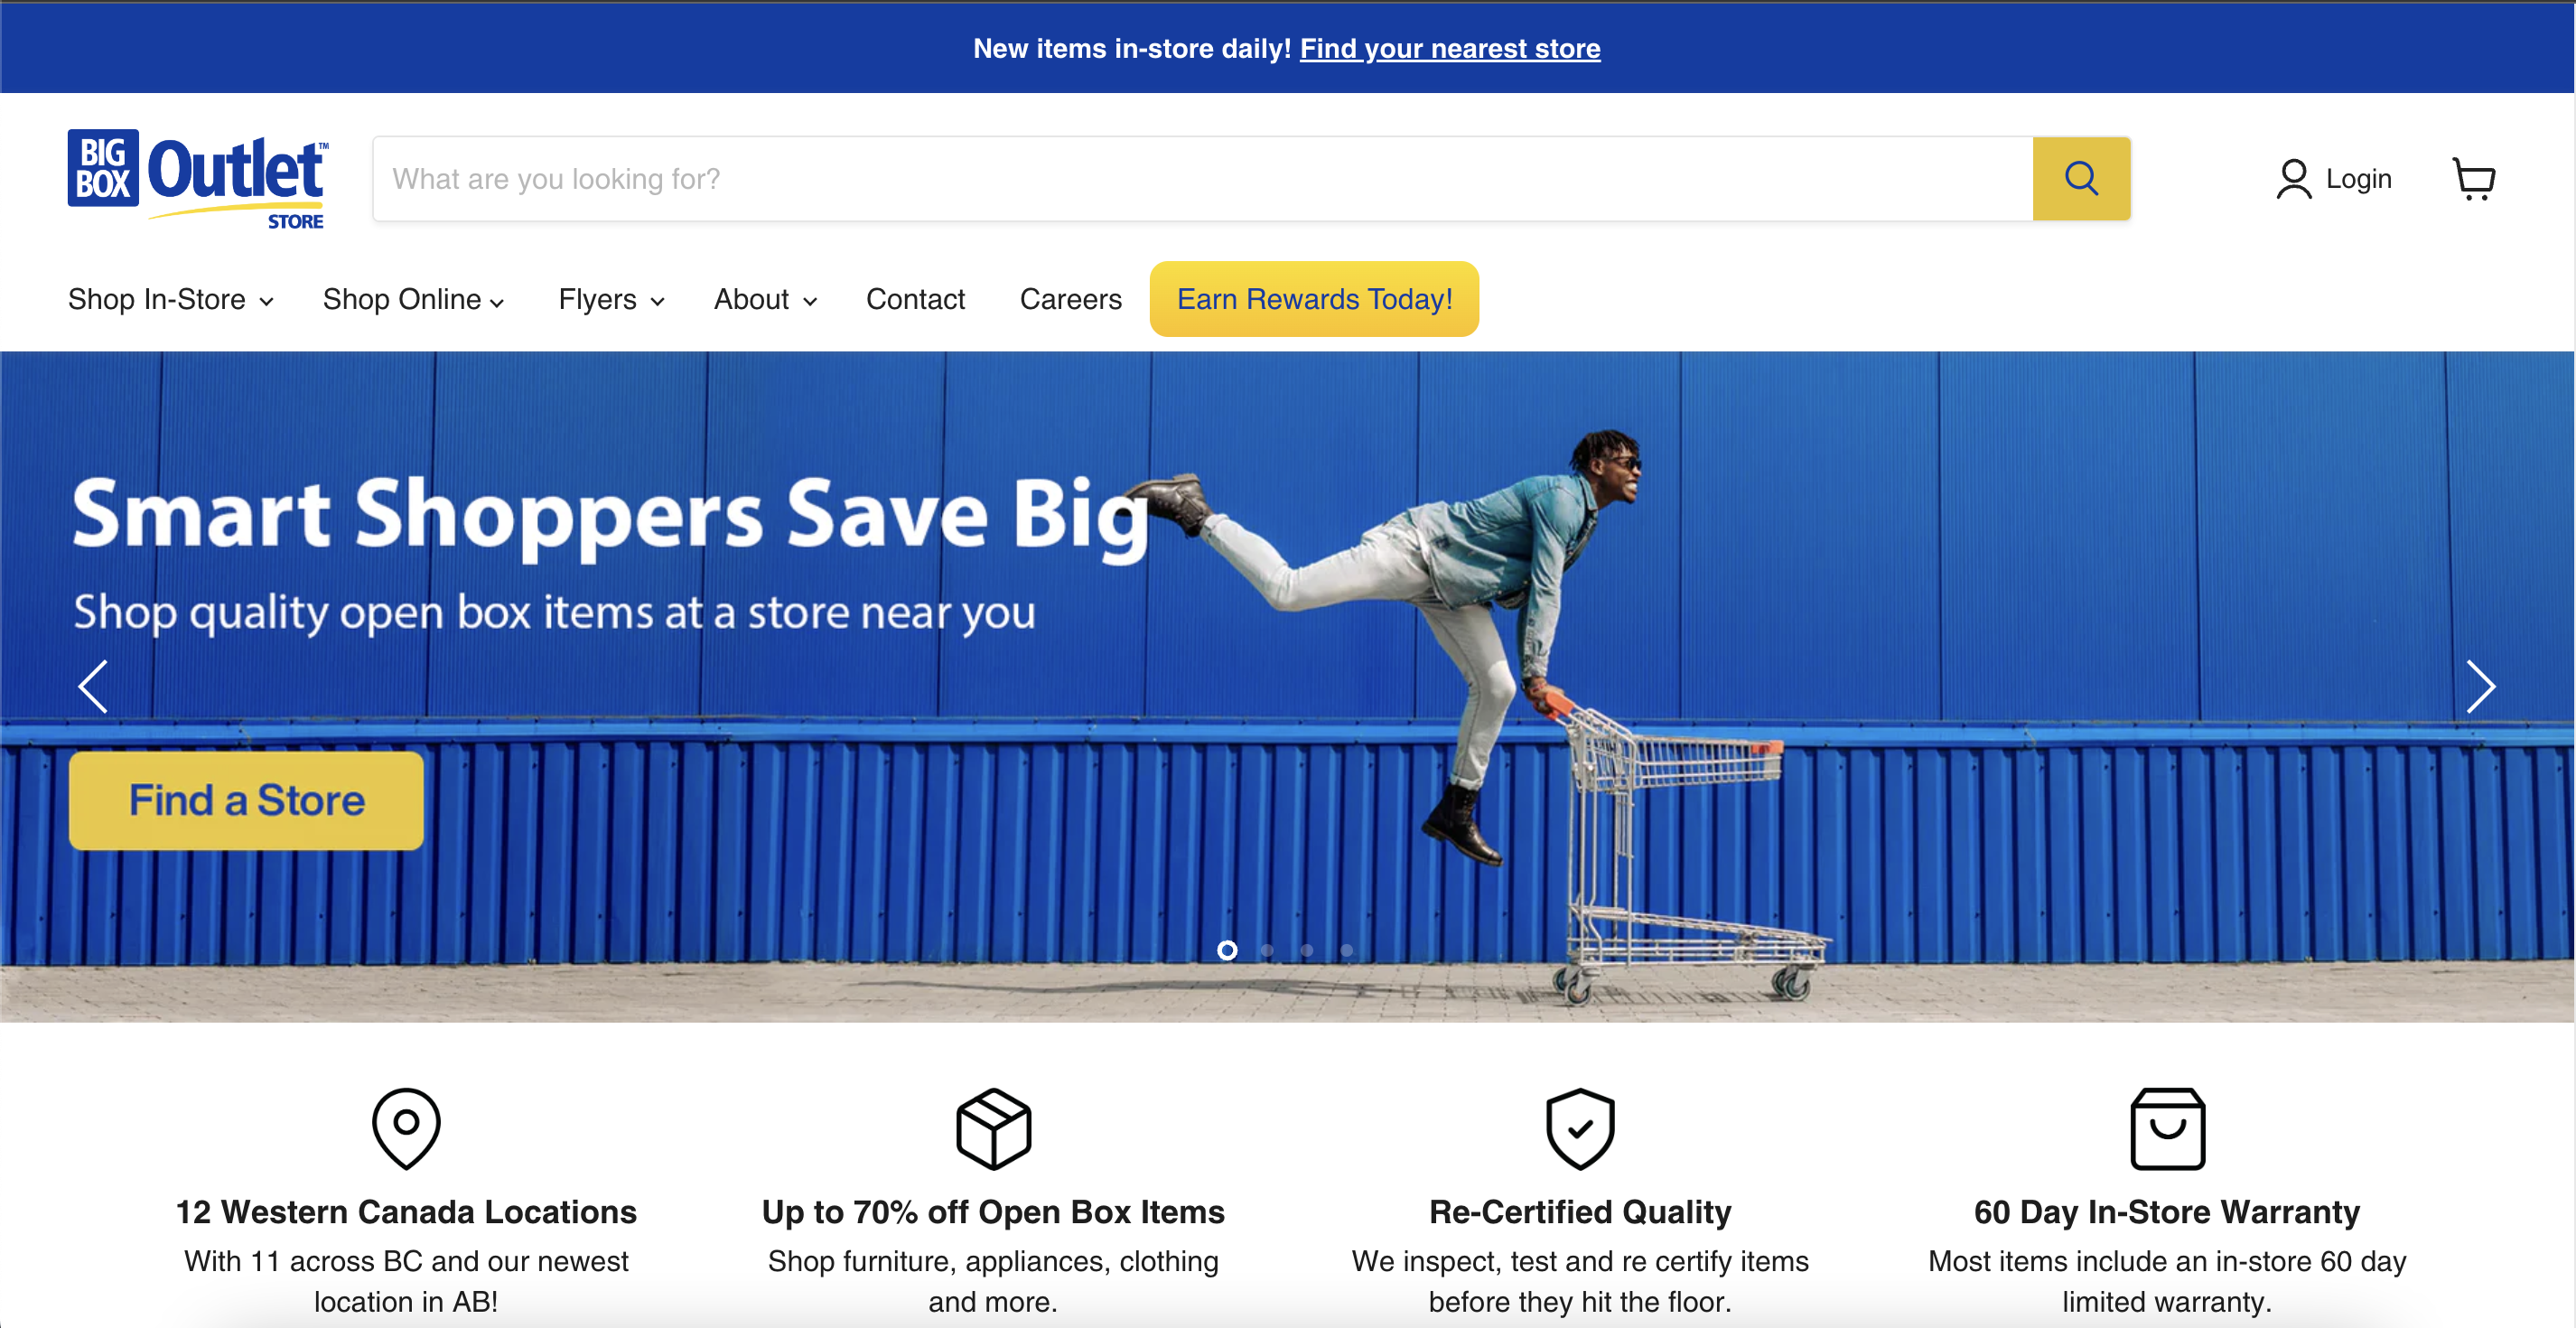 New items in-store daily! Find your nearest store
BIG
BOX
Outlet™
STORE
What are you looking for?
Login
Shop In-Store
Shop Online
Flyers
About
Contact
Careers
Earn Rewards Today!
Smart Shoppers Save Big
Shop quality open box items at a store near you
Find a Store
12 Western Canada Locations
With 11 across BC and our newest
location in AB!
Up to 70% off Open Box Items
Shop furniture, appliances, clothing
and more.
Re-Certified Quality
We inspect, test and re certify items
before they hit the floor.
60 Day In-Store Warranty
Most items include an in-store 60 day
limited warranty.